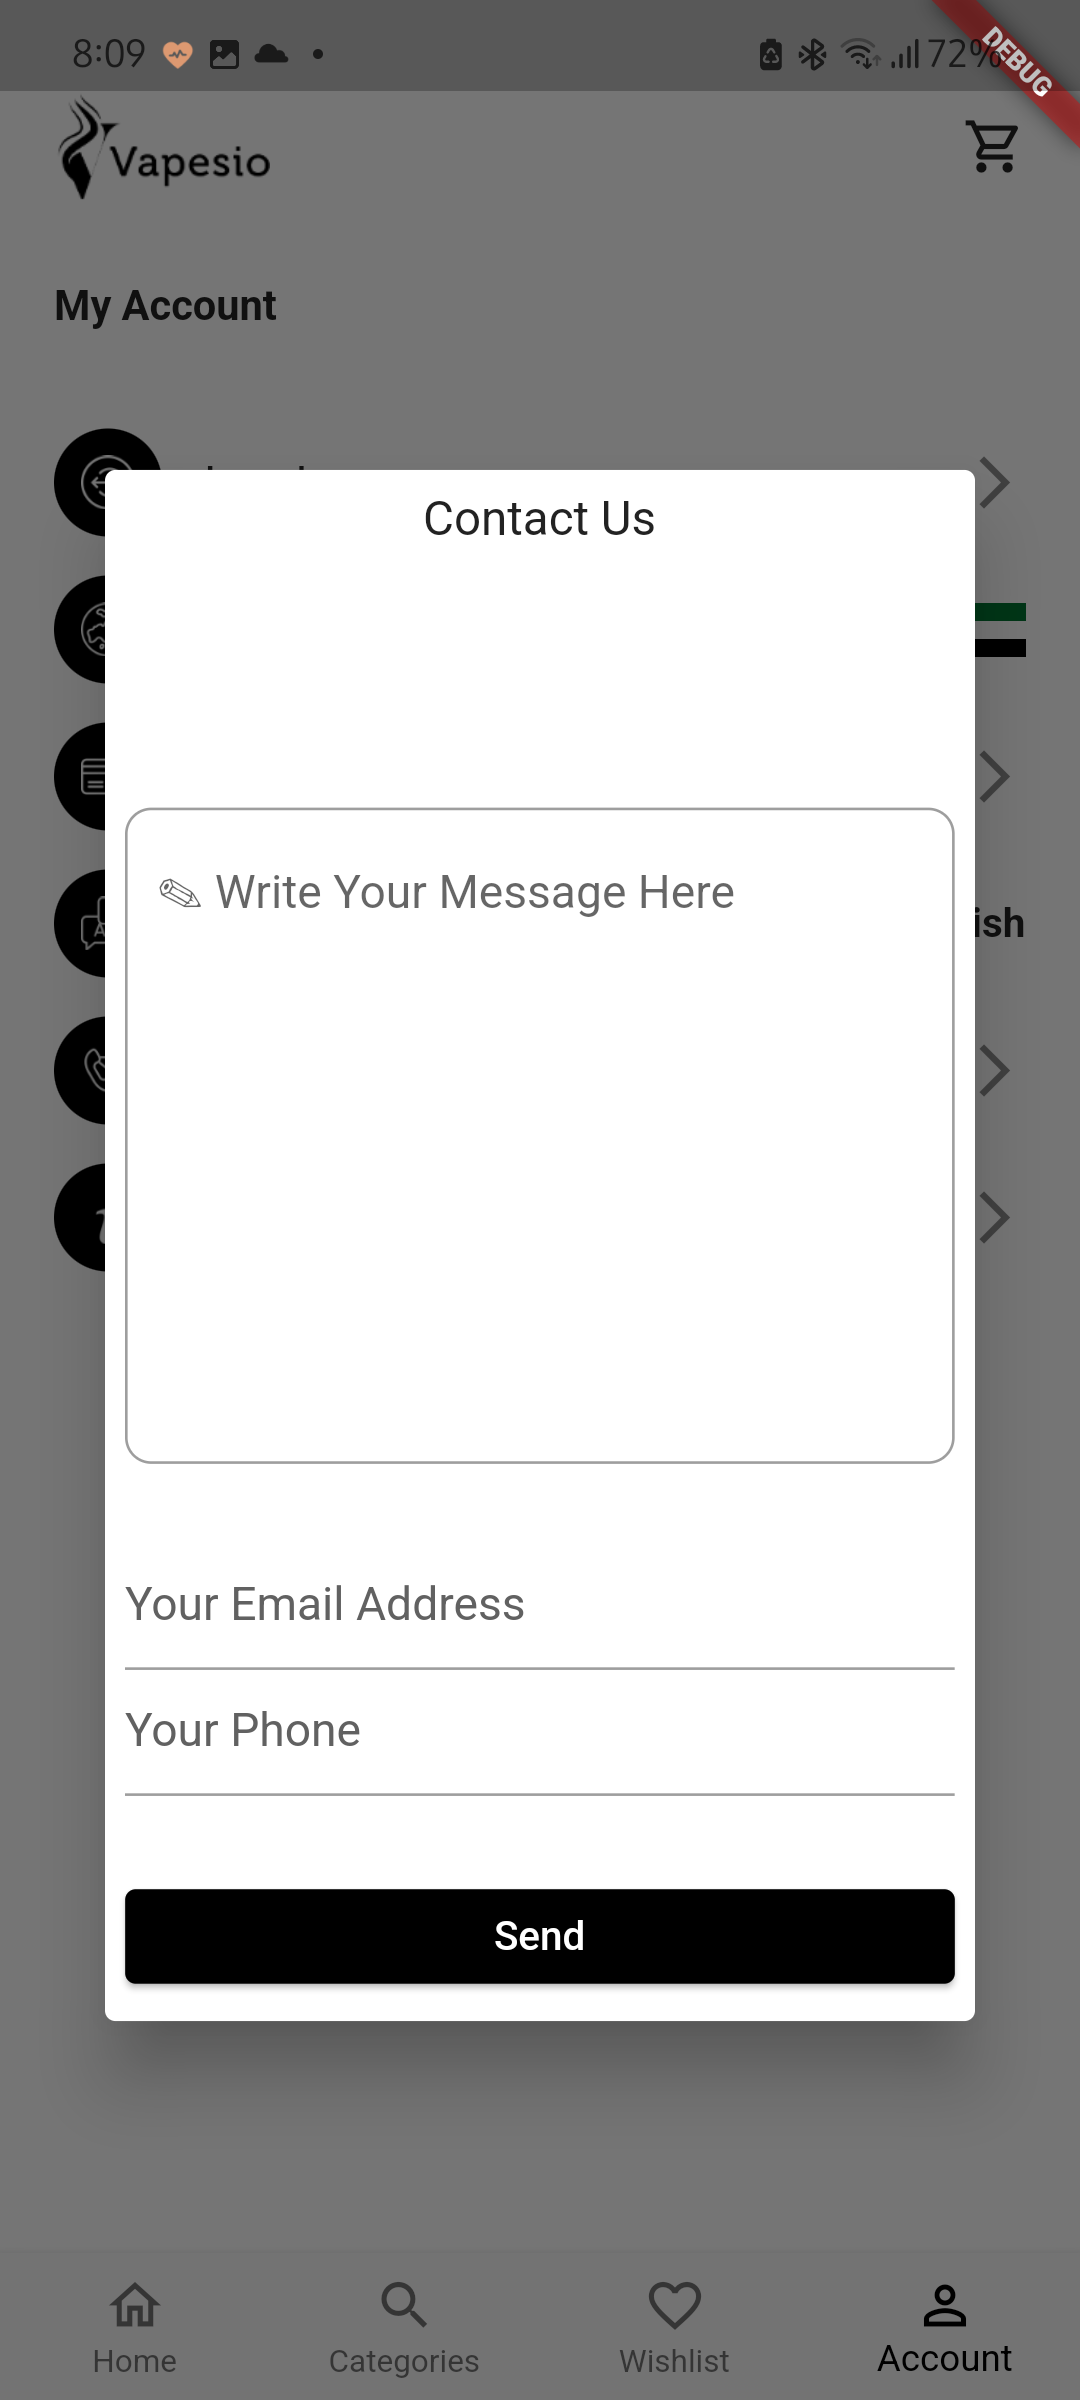 8:09
72%
DEBUG
Vapesio
My Account
Contact Us
✎ Write Your Message Here
ish
Your Email Address
Your Phone
Send
Home
Categories
Wishlist
Account